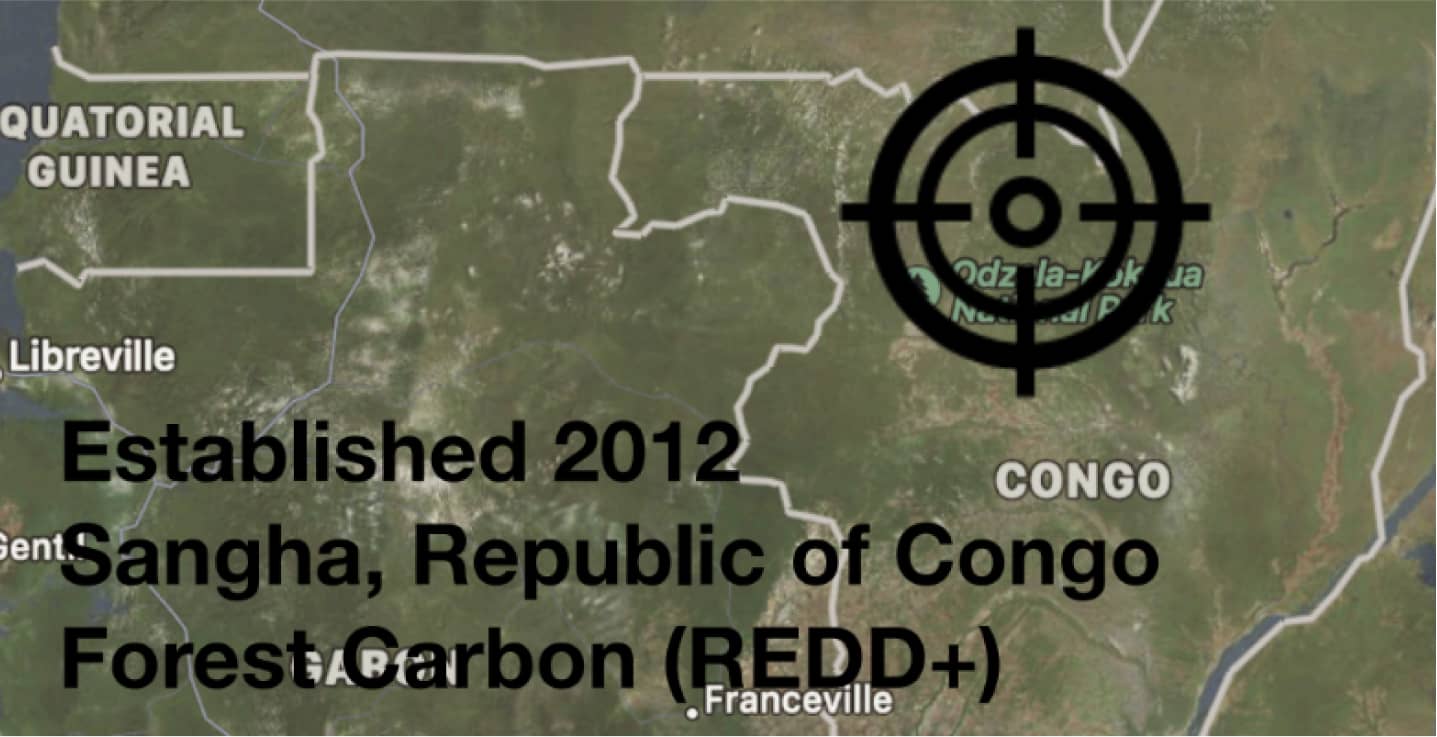 QUATORIAL
GUINEA
Odzala-Kokoua
National Park
Libreville
Established 2012
CONGO
Gentil
Sangha, Republic of Congo
GABON
Forest Carbon (REDD+)
Franceville